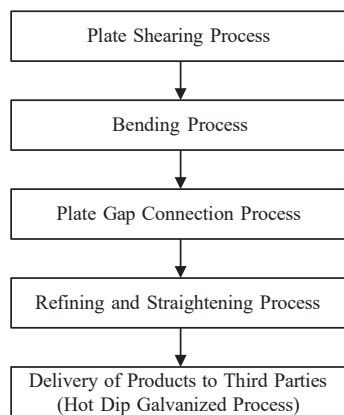 Plate Shearing Process
Bending Process
Plate Gap Connection Process
Refining and Straightening Process
Delivery of Products to Third Parties
(Hot Dip Galvanized Process)